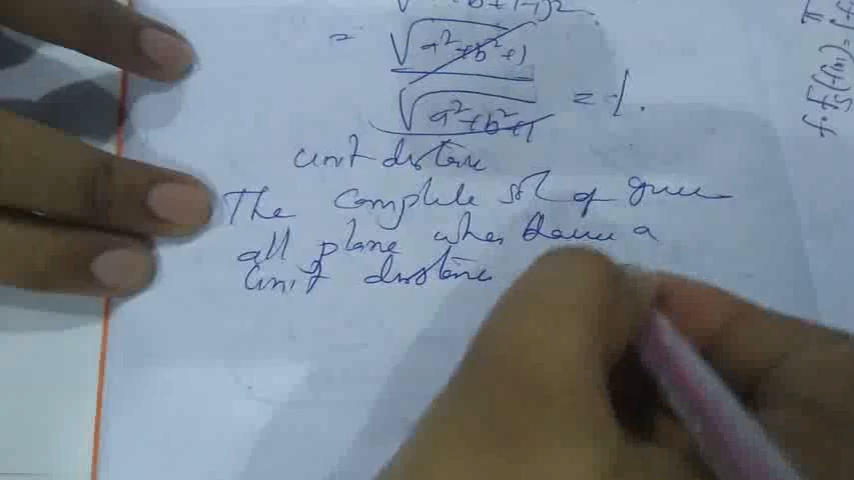 = √(a²+b²+1)
√(a²+b²+1) = 1.
unit distance
The complete sol of given
all plane when have a
unit distance